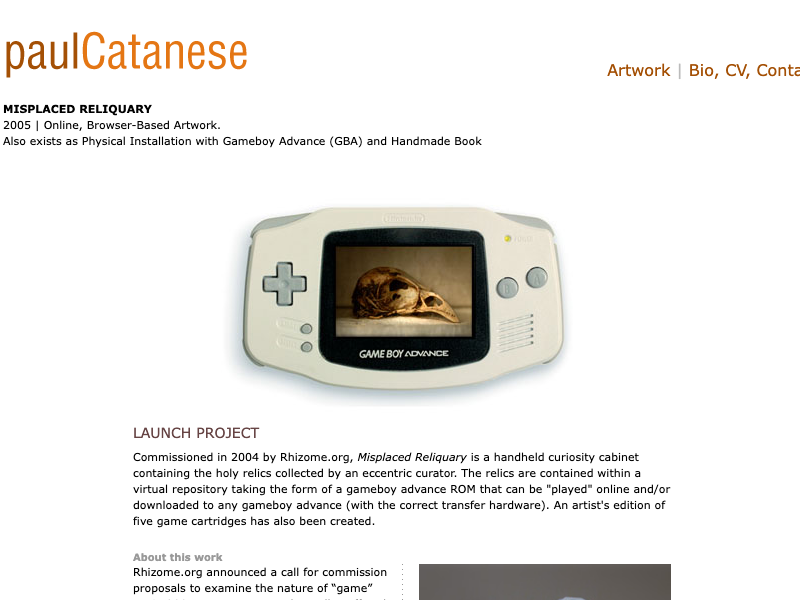 paulCatanese
Artwork | Bio, CV, Conta
MISPLACED RELIQUARY
2005 | Online, Browser-Based Artwork.
Also exists as Physical Installation with Gameboy Advance (GBA) and Handmade Book
Nintendo
GAME BOY ADVANCE
LAUNCH PROJECT
Commissioned in 2004 by Rhizome.org, Misplaced Reliquary is a handheld curiosity cabinet
containing the holy relics collected by an eccentric curator. The relics are contained within a
virtual repository taking the form of a gameboy advance ROM that can be "played" online and/or
downloaded to any gameboy advance (with the correct transfer hardware). An artist's edition of
five game cartridges has also been created.
About this work
Rhizome.org announced a call for commission
proposals to examine the nature of “game”